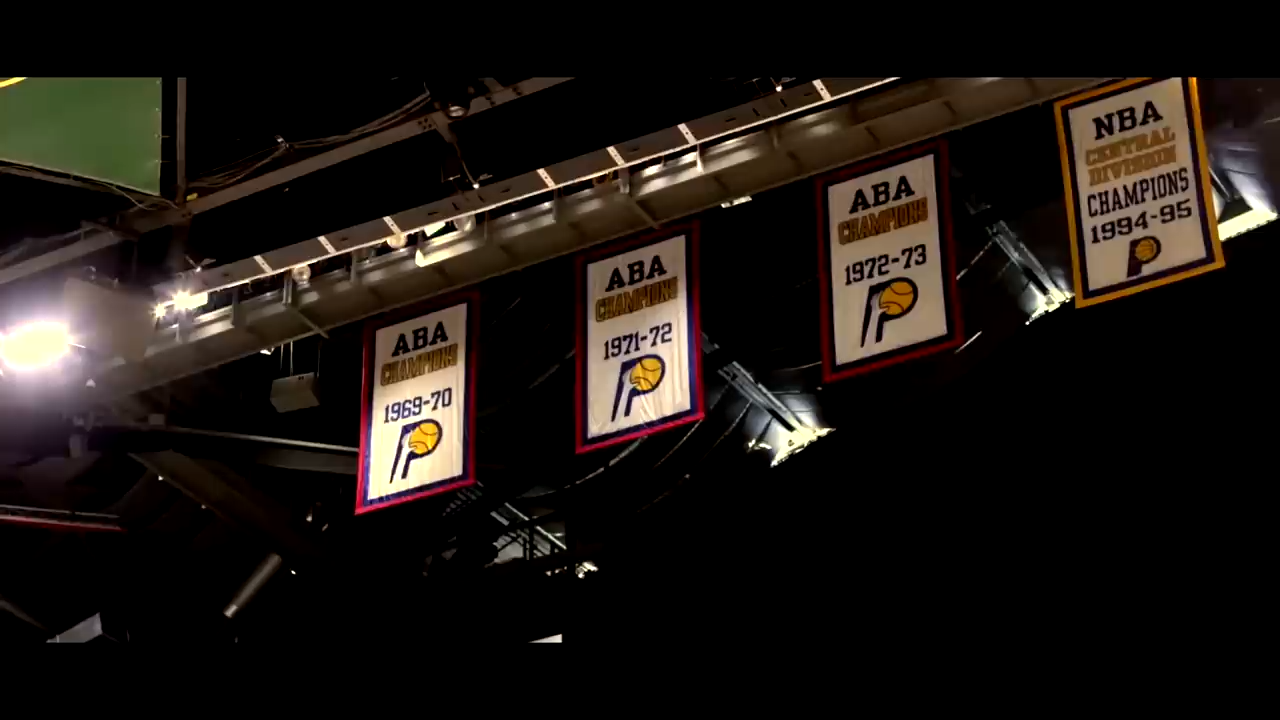 ABA
CHAMPIONS
1969-70
ABA
CHAMPIONS
1971-72
ABA
CHAMPIONS
1972-73
NBA
CENTRAL
DIVISION
CHAMPIONS
1994-95